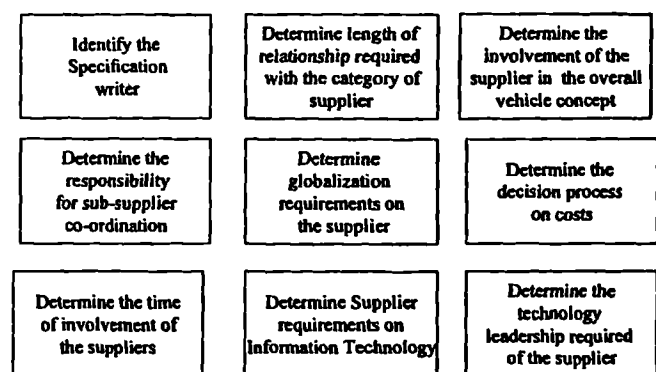 Identify the
Specification
writer
Determine length of
relationship required
with the category of
supplier
Determine the
involvement of the
supplier in the overall
vehicle concept
Determine the
responsibility
for sub-supplier
co-ordination
Determine
globalization
requirements on
the supplier
Determine the
decision process
on costs
Determine the time
of involvement of
the suppliers
Determine Supplier
requirements on
Information Technology
Determine the
technology
leadership required
of the supplier